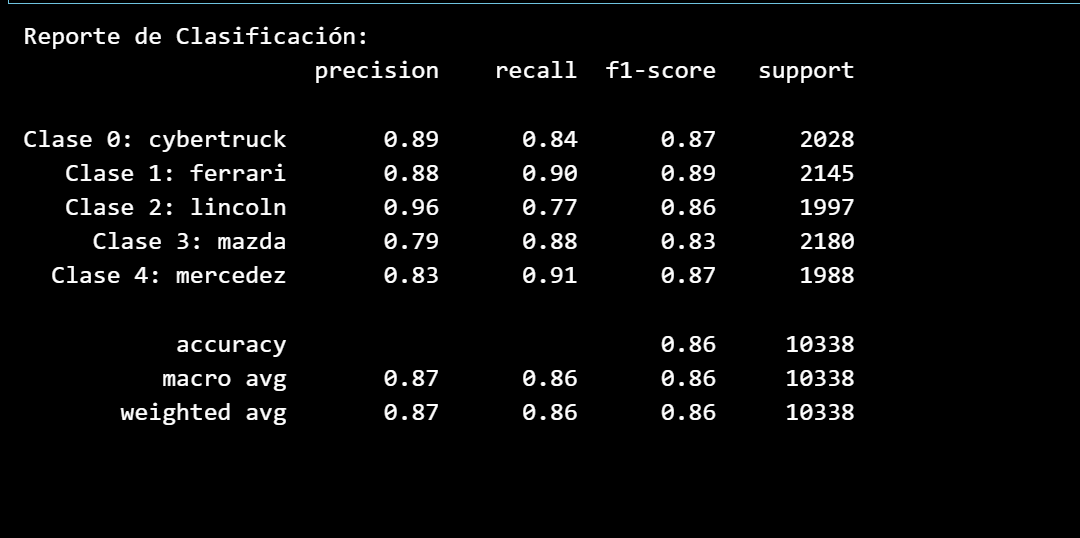 Reporte de Clasificación:
precision recall f1-score support
Clase 0: cybertruck 0.89 0.84 0.87 2028
Clase 1: ferrari 0.88 0.90 0.89 2145
Clase 2: lincoln 0.96 0.77 0.86 1997
Clase 3: mazda 0.79 0.88 0.83 2180
Clase 4: mercedez 0.83 0.91 0.87 1988
accuracy 0.86 10338
macro avg 0.87 0.86 0.86 10338
weighted avg 0.87 0.86 0.86 10338